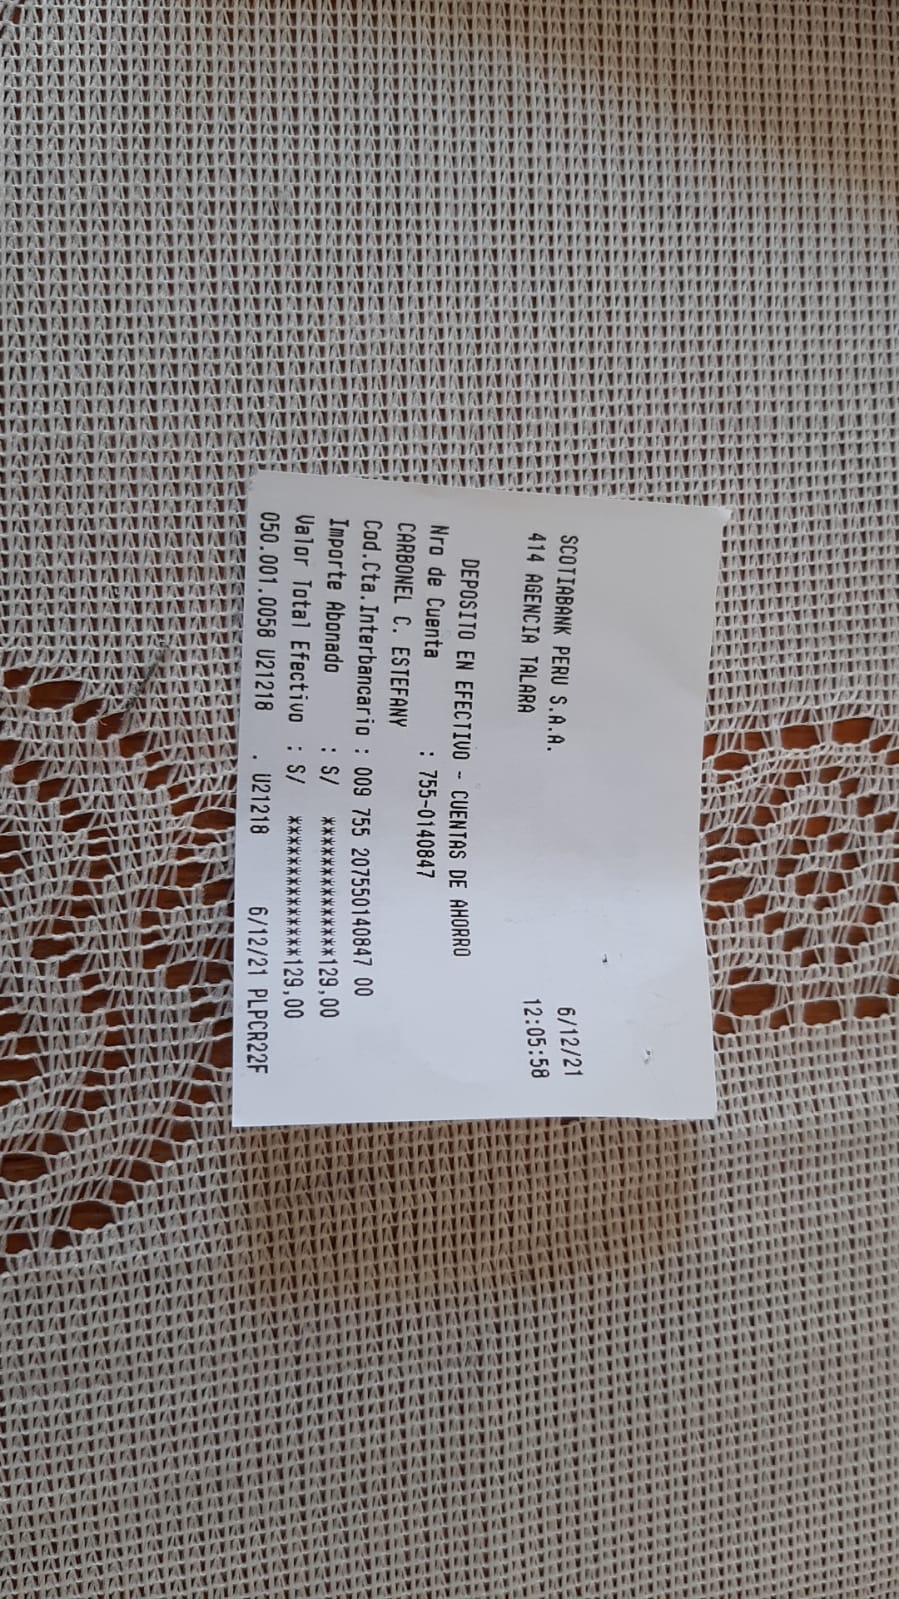 SCOTIABANK PERU S.A.A. 6/12/21
414 AGENCIA TALARA 12:05:58
DEPOSITO EN EFECTIVO - CUENTAS DE AHORRO
Nro de Cuenta : 755-0140847
CARBONEL C. ESTEFANY
Cod.Cta.Interbancario : 009 755 207550140847 00
Importe Abonado : S/ ***************129,00
Valor Total Efectivo : S/ ***************129,00
050.001.0058 U21218 . U21218 6/12/21 PLPCR22F